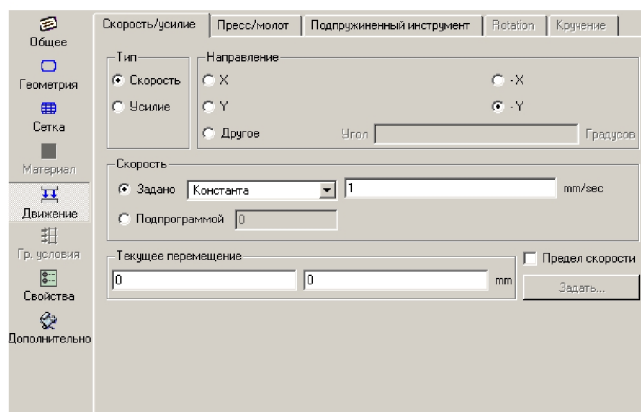 Общее
Геометрия
Сетка
Материал
Движение
Гр. условия
Свойства
Дополнительно
Скорость/усилие
Пресс/молот
Подпружиненный инструмент
Rotation
Кручение
Тип
Скорость
Усилие
Направление
X
-X
Y
-Y
Другое
Угол
Градусов
Скорость
Задано
Константа
1
mm/sec
Подпрограммой
0
Текущее перемещение
0
0
mm
Предел скорости
Задать...